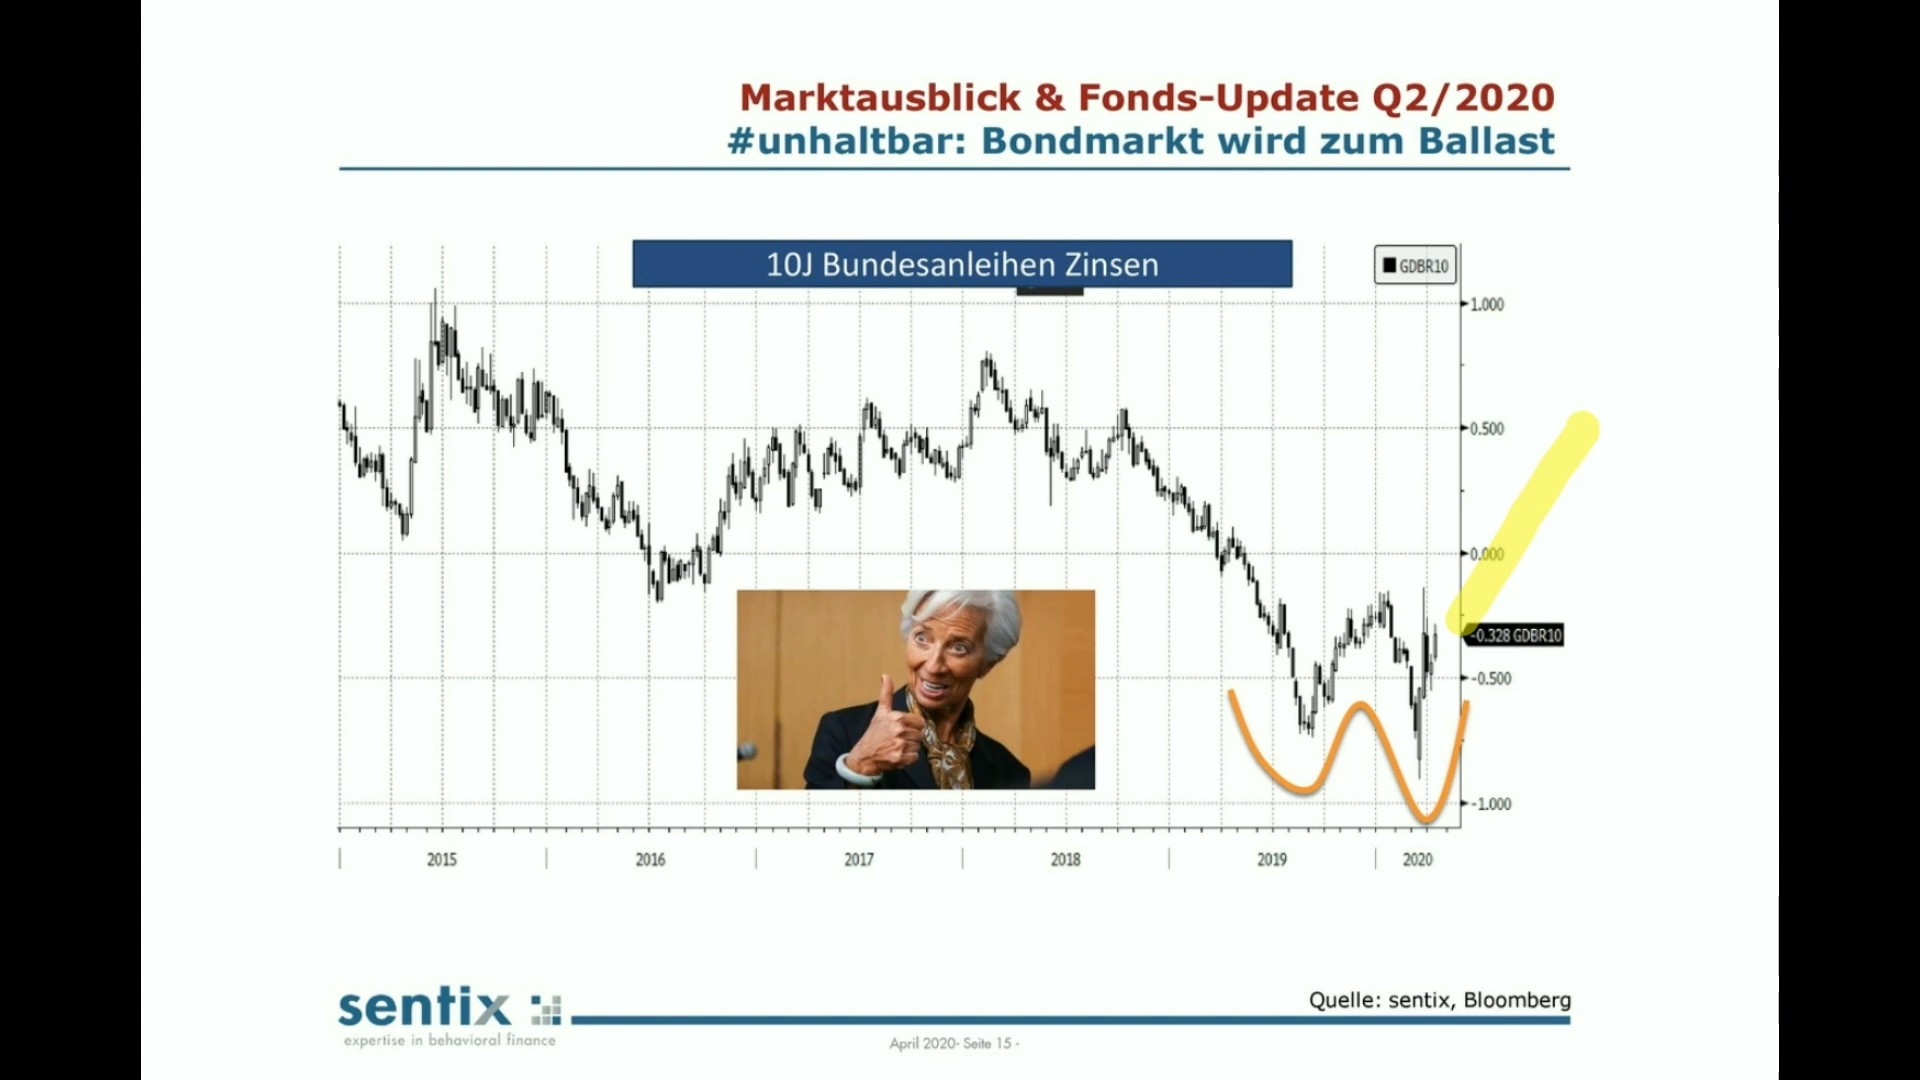 Marktausblick & Fonds-Update Q2/2020
#unhaltbar: Bondmarkt wird zum Ballast
10J Bundesanleihen Zinsen
GDBR10
1.000
0.500
0.000
-0.328 GDBR10
-0.500
-1.000
2015 2016 2017 2018 2019 2020
sentix
expertise in behavioral finance
Quelle: sentix, Bloomberg
April 2020- Seite 15 -